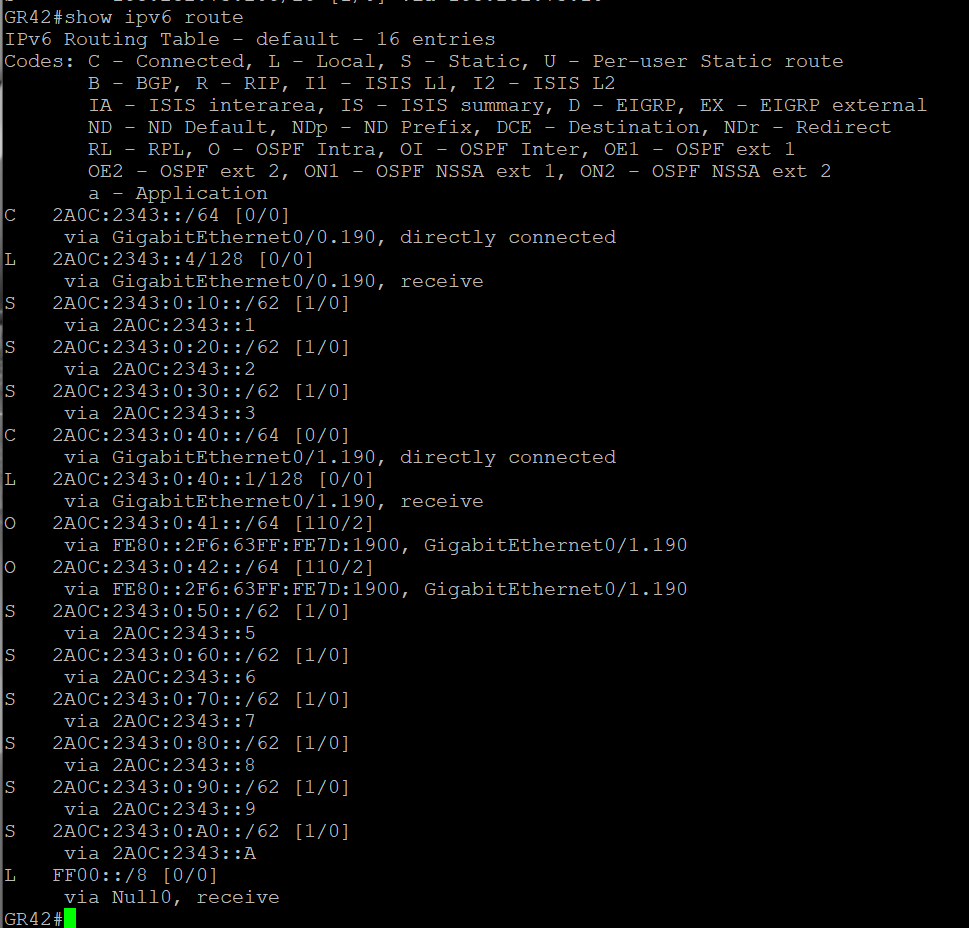 GR42#show ipv6 route
IPv6 Routing Table - default - 16 entries
Codes: C - Connected, L - Local, S - Static, U - Per-user Static route
       B - BGP, R - RIP, I1 - ISIS L1, I2 - ISIS L2
       IA - ISIS interarea, IS - ISIS summary, D - EIGRP, EX - EIGRP external
       ND - ND Default, NDp - ND Prefix, DCE - Destination, NDr - Redirect
       RL - RPL, O - OSPF Intra, OI - OSPF Inter, OE1 - OSPF ext 1
       OE2 - OSPF ext 2, ON1 - OSPF NSSA ext 1, ON2 - OSPF NSSA ext 2
       a - Application
C   2A0C:2343::/64 [0/0]
     via GigabitEthernet0/0.190, directly connected
L   2A0C:2343::4/128 [0/0]
     via GigabitEthernet0/0.190, receive
S   2A0C:2343:0:10::/62 [1/0]
     via 2A0C:2343::1
S   2A0C:2343:0:20::/62 [1/0]
     via 2A0C:2343::2
S   2A0C:2343:0:30::/62 [1/0]
     via 2A0C:2343::3
C   2A0C:2343:0:40::/64 [0/0]
     via GigabitEthernet0/1.190, directly connected
L   2A0C:2343:0:40::1/128 [0/0]
     via GigabitEthernet0/1.190, receive
O   2A0C:2343:0:41::/64 [110/2]
     via FE80::2F6:63FF:FE7D:1900, GigabitEthernet0/1.190
O   2A0C:2343:0:42::/64 [110/2]
     via FE80::2F6:63FF:FE7D:1900, GigabitEthernet0/1.190
S   2A0C:2343:0:50::/62 [1/0]
     via 2A0C:2343::5
S   2A0C:2343:0:60::/62 [1/0]
     via 2A0C:2343::6
S   2A0C:2343:0:70::/62 [1/0]
     via 2A0C:2343::7
S   2A0C:2343:0:80::/62 [1/0]
     via 2A0C:2343::8
S   2A0C:2343:0:90::/62 [1/0]
     via 2A0C:2343::9
S   2A0C:2343:0:A0::/62 [1/0]
     via 2A0C:2343::A
L   FF00::/8 [0/0]
     via Null0, receive
GR42#